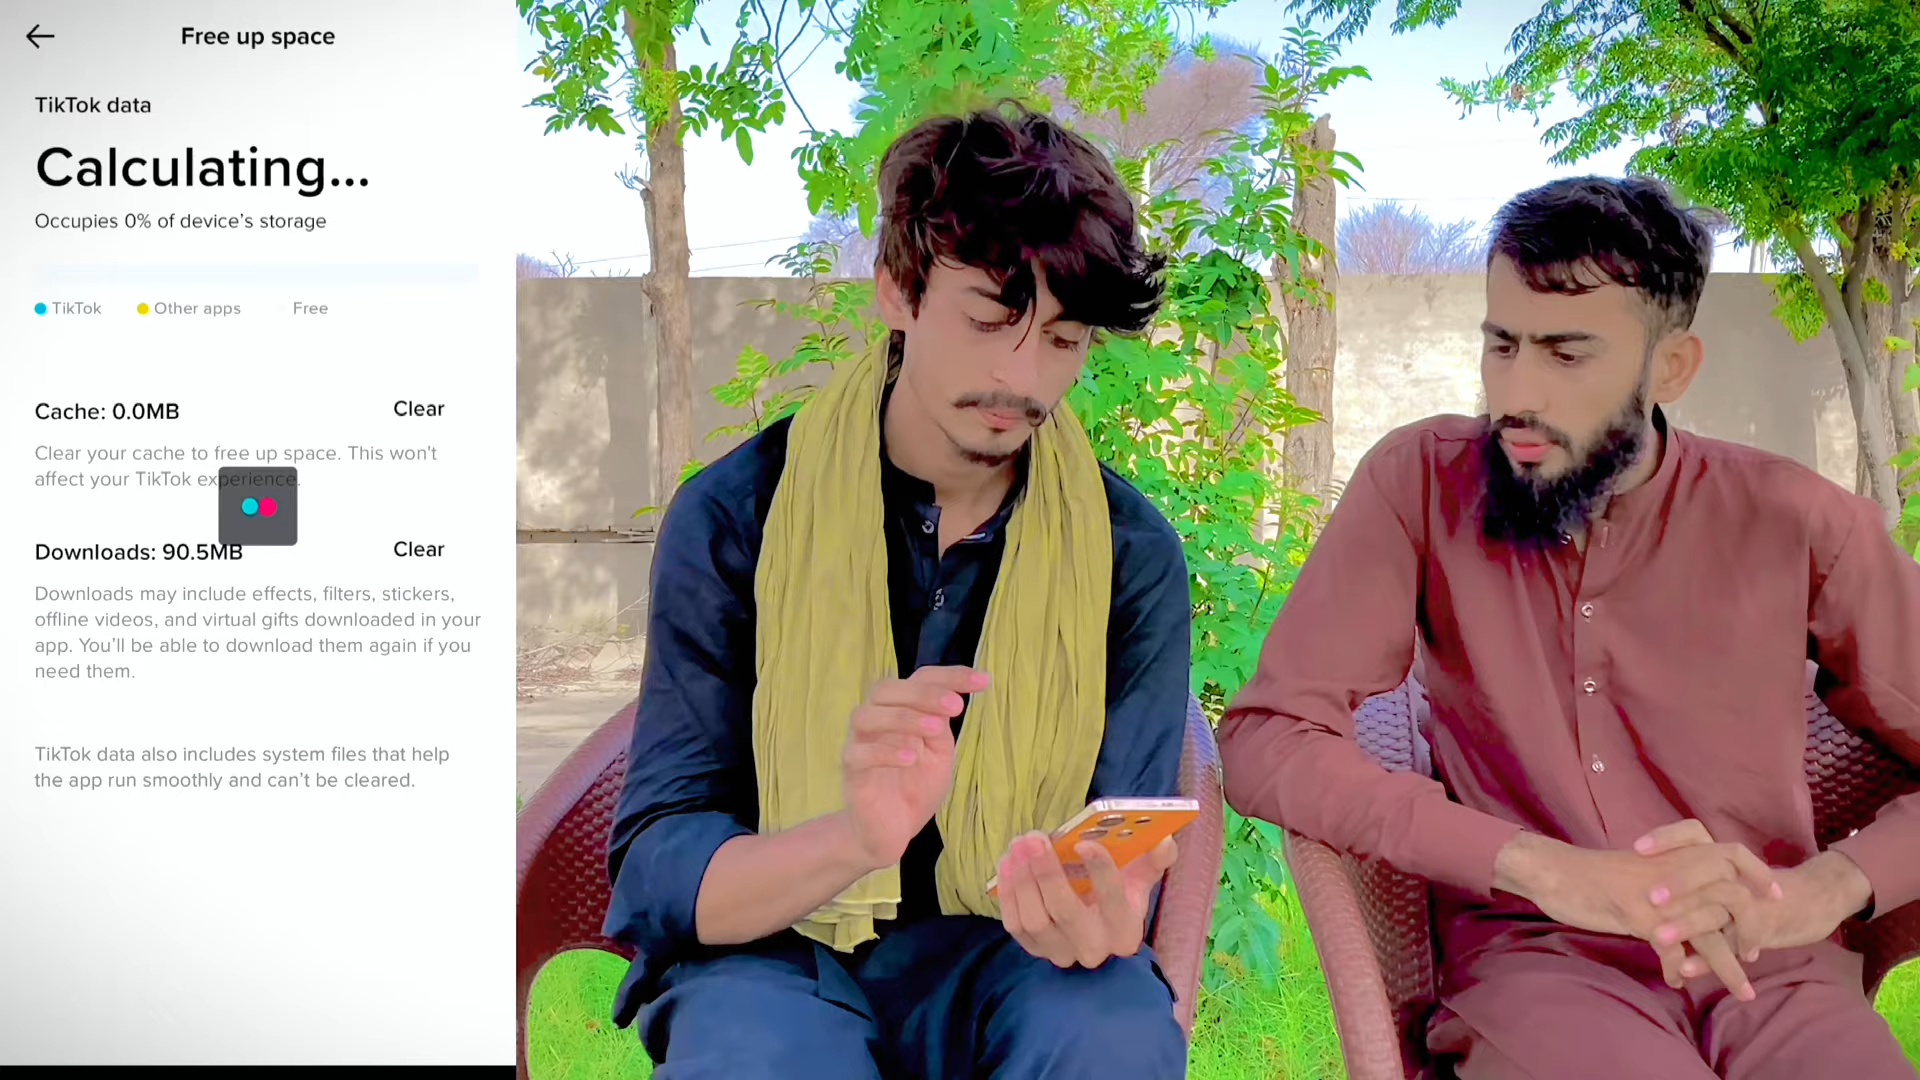 Free up space
TikTok data
Calculating...
Occupies 0% of device's storage
TikTok
Other apps
Free
Cache: 0.0MB
Clear
Clear your cache to free up space. This won't
affect your TikTok experience.
Downloads: 90.5MB
Clear
Downloads may include effects, filters, stickers,
offline videos, and virtual gifts downloaded in your
app. You'll be able to download them again if you
need them.
TikTok data also includes system files that help
the app run smoothly and can't be cleared.